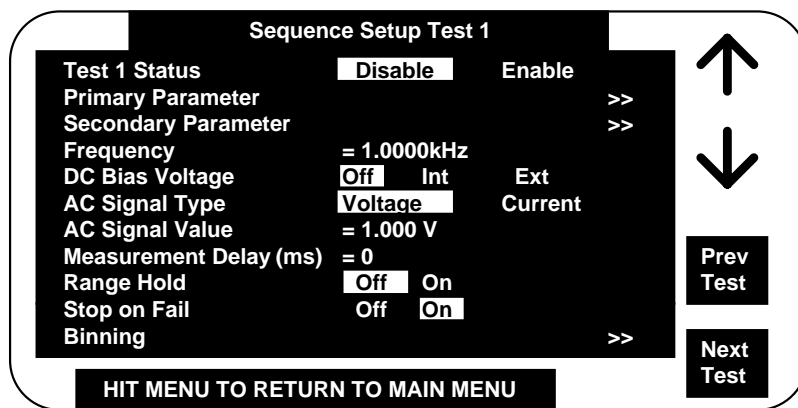 Sequence Setup Test 1
Test 1 Status Disable Enable
Primary Parameter >>
Secondary Parameter >>
Frequency = 1.0000kHz
DC Bias Voltage Off Int Ext
AC Signal Type Voltage Current
AC Signal Value = 1.000 V
Measurement Delay (ms) = 0
Range Hold Off On
Stop on Fail Off On
Binning >>
Prev
Test
Next
Test
HIT MENU TO RETURN TO MAIN MENU